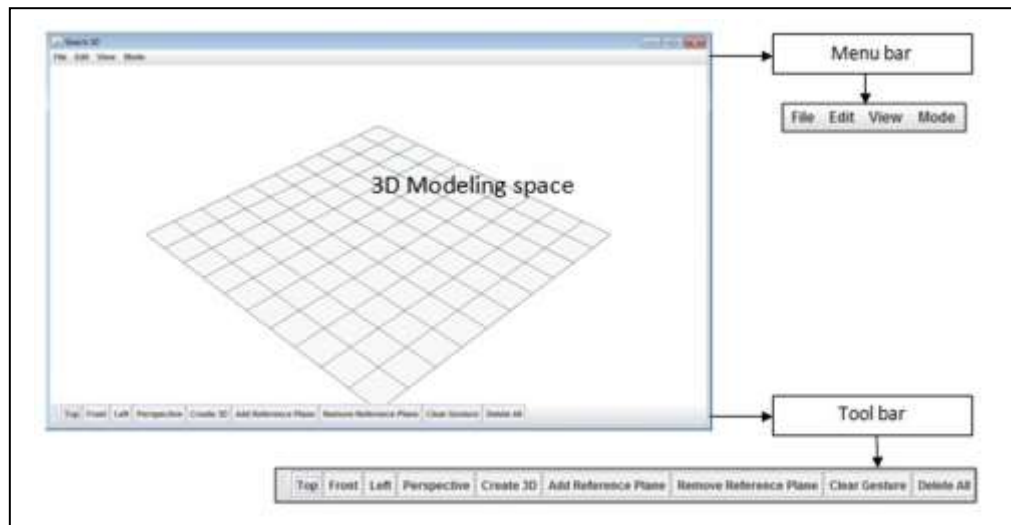 Sketch 3D
File Edit View Mode
Menu bar
File Edit View Mode
3D Modeling space
Top Front Left Perspective Create 3D Add Reference Plane Remove Reference Plane Clear Gesture Delete All
Tool bar
Top Front Left Perspective Create 3D Add Reference Plane Remove Reference Plane Clear Gesture Delete All